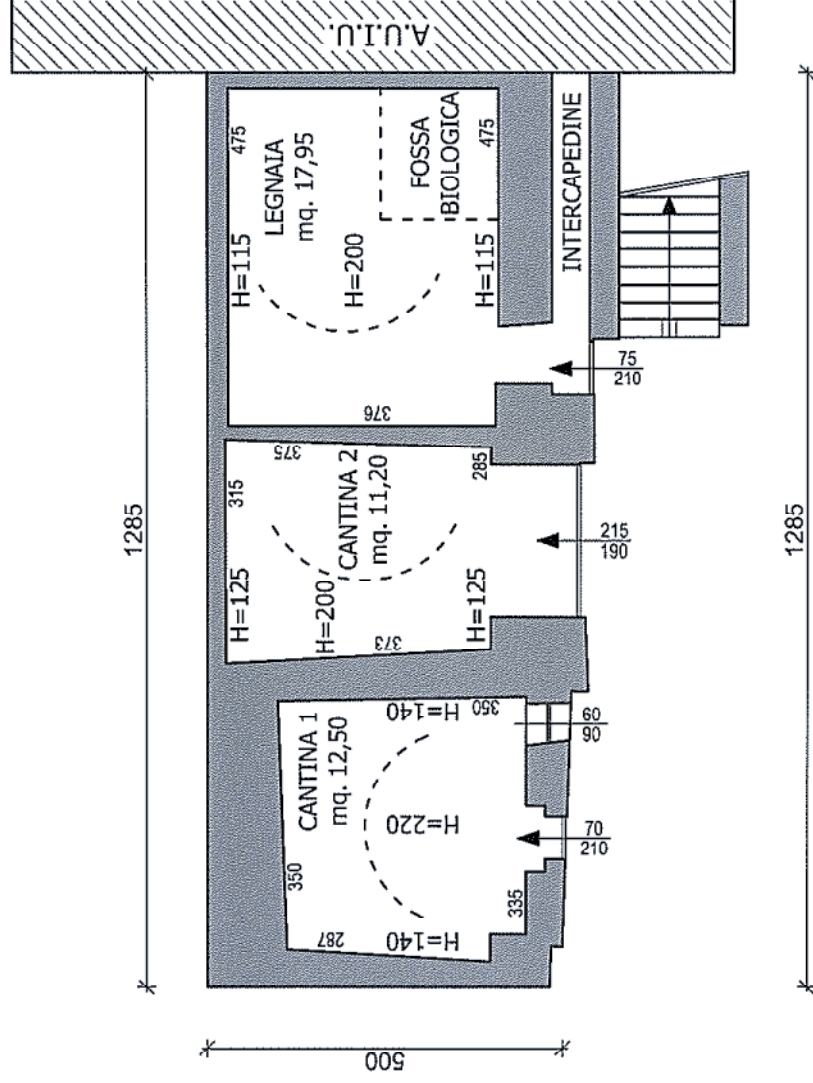 A.U.I.U.
1285
500
LEGNAIA
mq. 17,95
475
H=115
H=200
H=115
FOSSA
BIOLOGICA
475
376
INTERCAPEDINE
75
210
CANTINA 2
mq. 11,20
315
375
285
H=125
H=200
H=125
373
215
190
CANTINA 1
mq. 12,50
350
H=140
350
H=220
H=140
287
335
60
90
70
210
1285